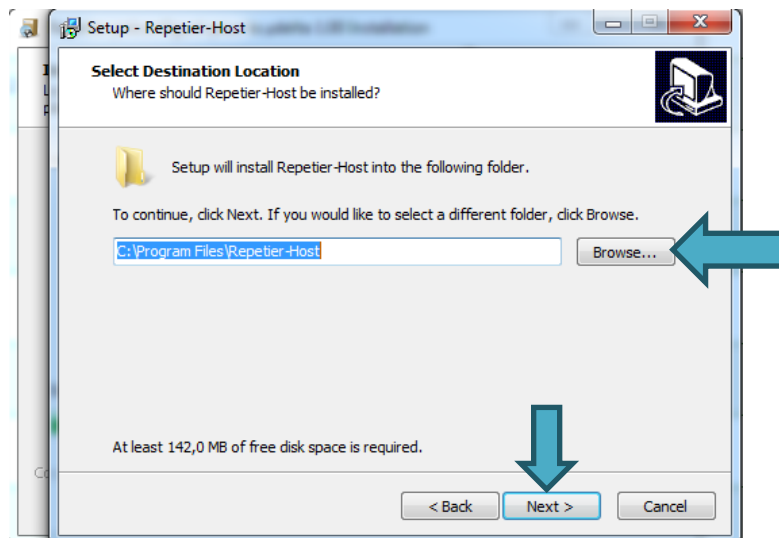 Setup - Repetier-Host
Select Destination Location
Where should Repetier-Host be installed?
Setup will install Repetier-Host into the following folder.
To continue, click Next. If you would like to select a different folder, click Browse.
C:\Program Files\Repetier-Host
Browse...
At least 142,0 MB of free disk space is required.
< Back
Next >
Cancel